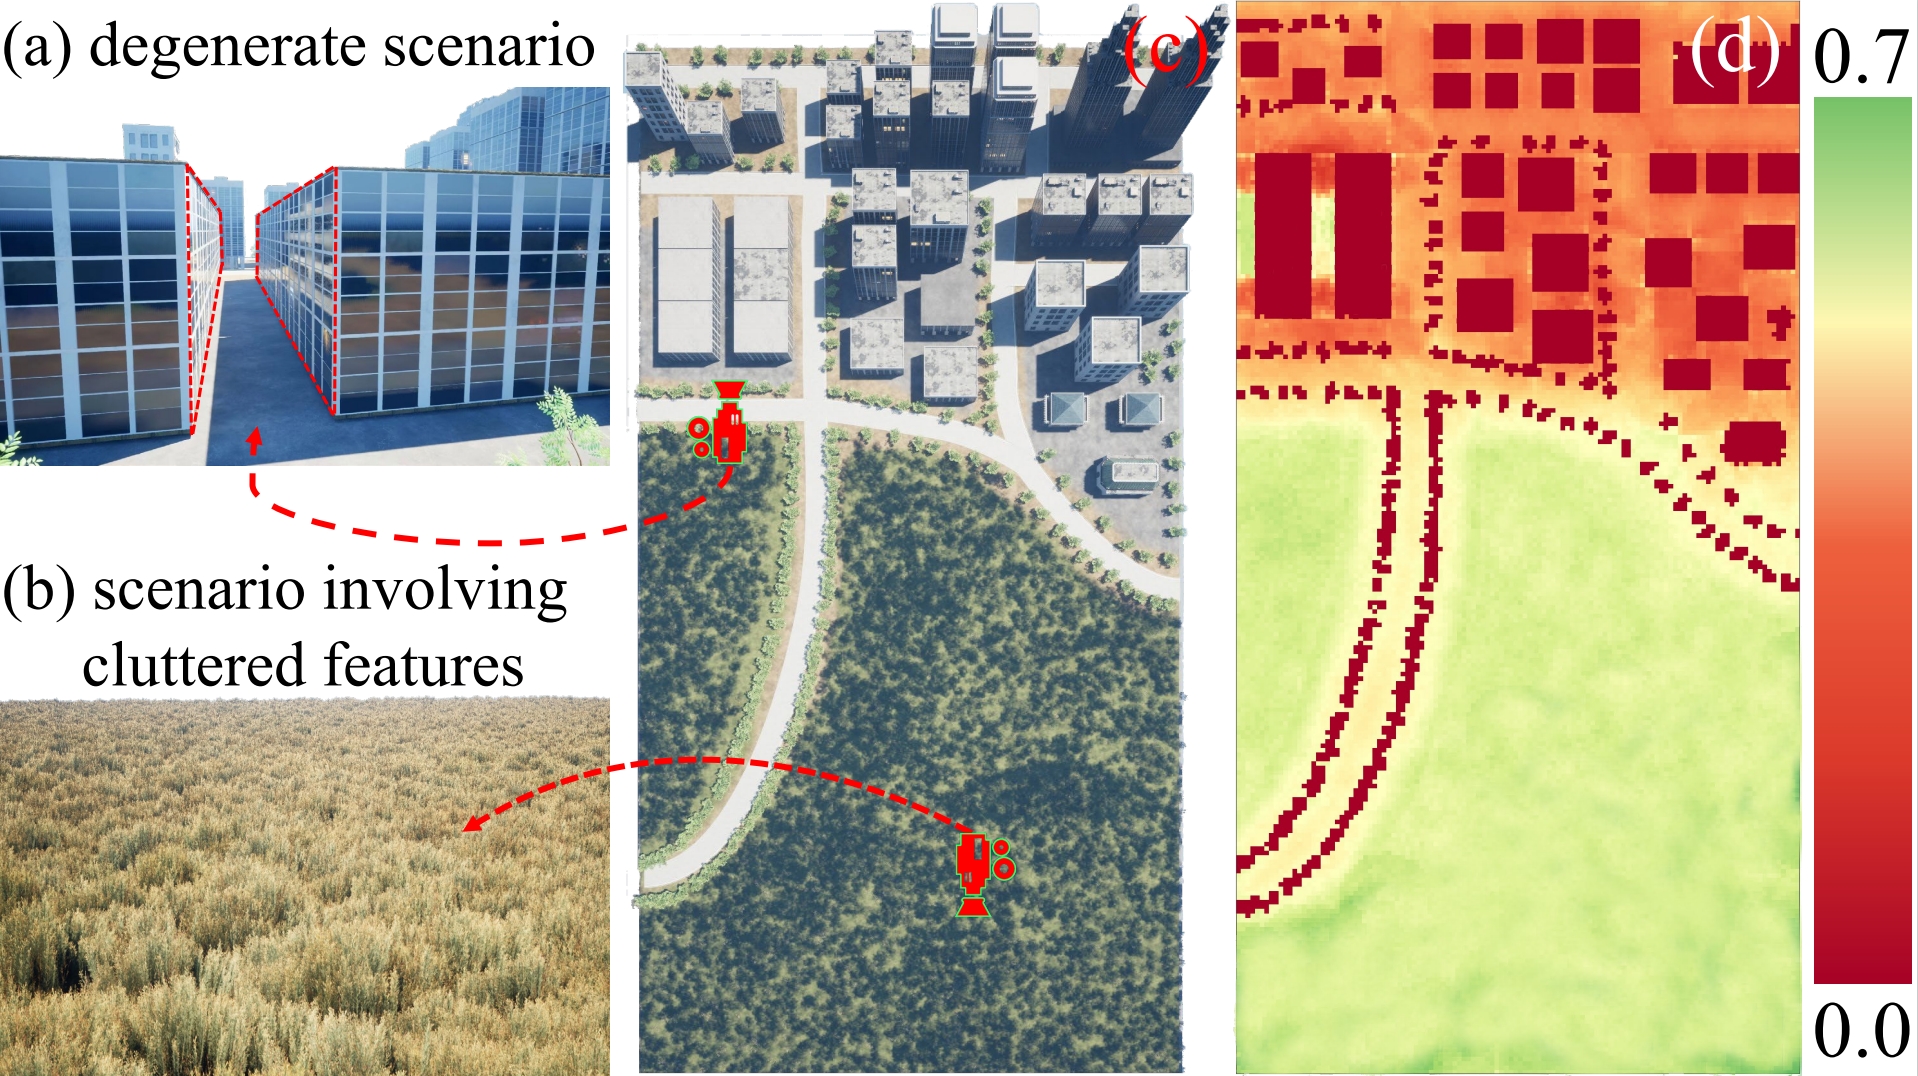 (a) degenerate scenario
(b) scenario involving
cluttered features
(c)
(d)
0.7
0.0